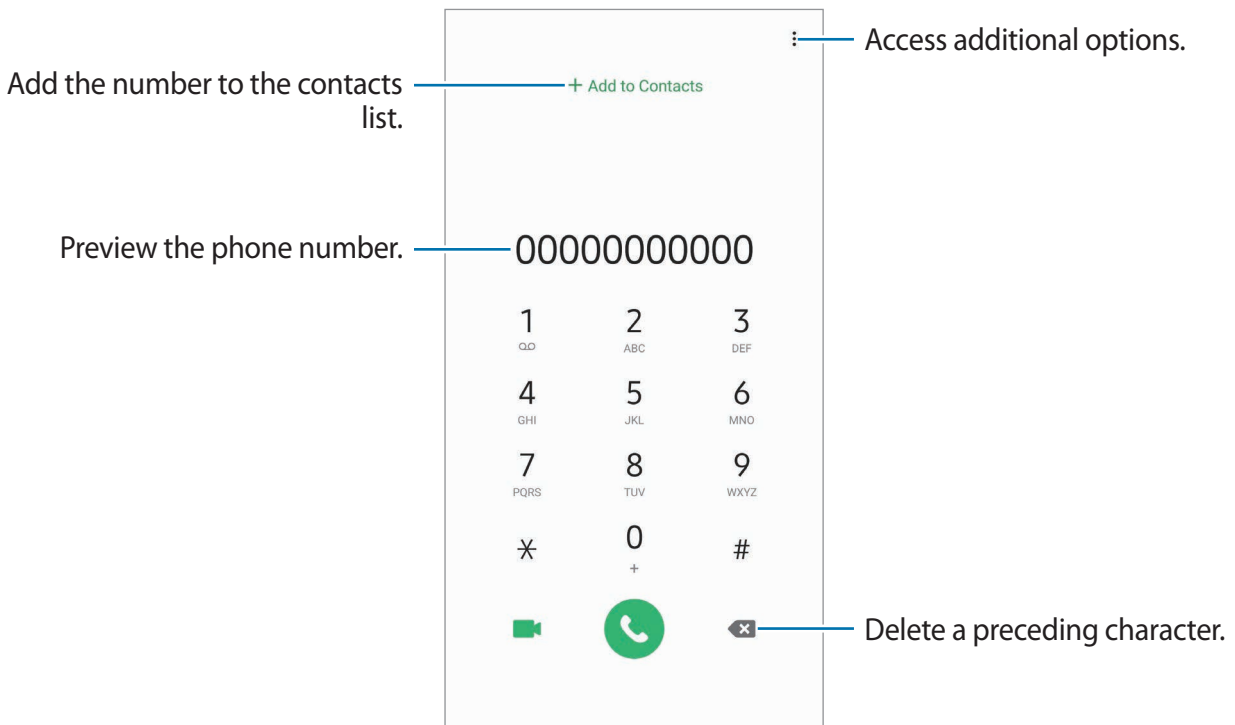 Access additional options.
Add the number to the contacts
list.
+ Add to Contacts
Preview the phone number.
00000000000
1 2 3
ABC DEF
4 5 6
GHI JKL MNO
7 8 9
PQRS TUV WXYZ
* 0 #
+
Delete a preceding character.